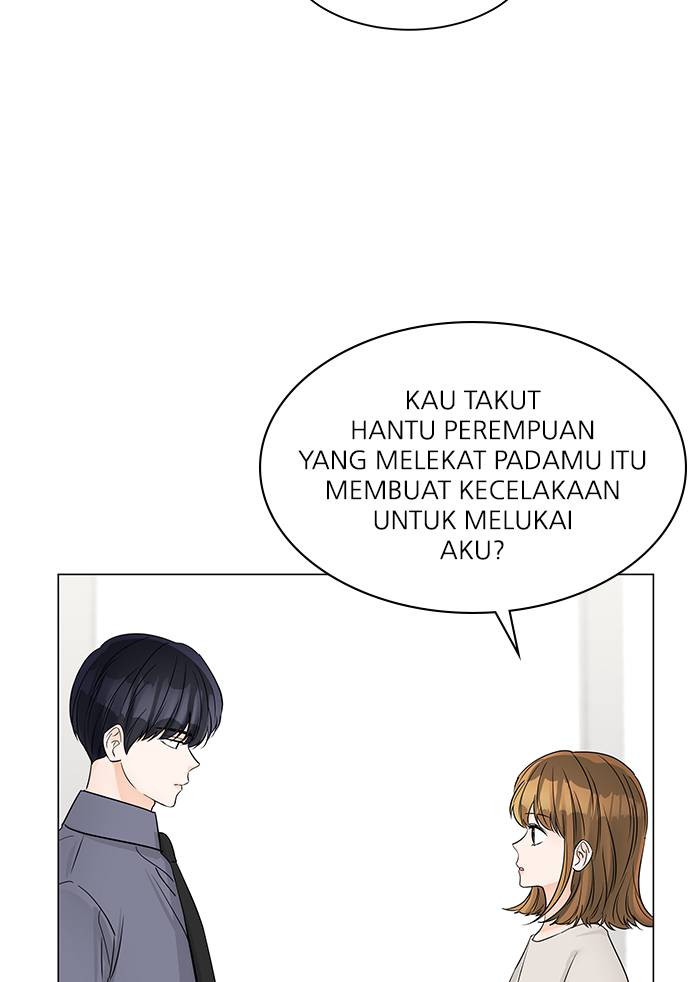 KAU TAKUT
HANTU PEREMPUAN
YANG MELEKAT PADAMU ITU
MEMBUAT KECELAKAAN
UNTUK MELUKAI
AKU?